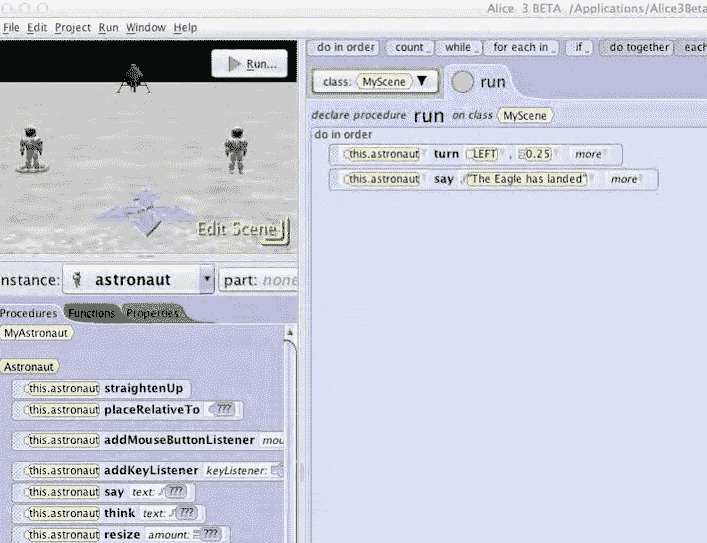 Alice 3 BETA /Applications/Alice3Beta
File Edit Project Run Window Help
do in order count while for each in if do together each
Run...
class: MyScene run
declare procedure run on class MyScene
do in order
this.astronaut turn LEFT , 0.25 more
this.astronaut say "The Eagle has landed" more
Edit Scene
nstance: astronaut part: none
Procedures Functions Properties
MyAstronaut
Astronaut
this.astronaut straightenUp
this.astronaut placeRelativeTo ???
this.astronaut addMouseButtonListener mou
this.astronaut addKeyListener keyListener:
this.astronaut say text: ???
this.astronaut think text: ???
this.astronaut resize amount: ???